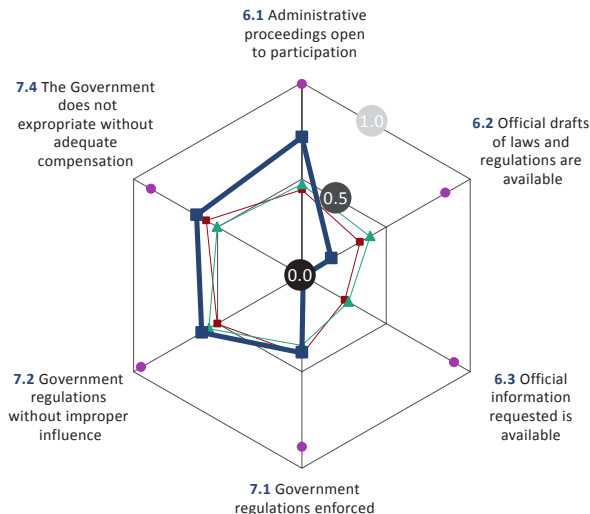 6.1 Administrative
proceedings open
to participation
7.4 The Government
does not
expropriate without
adequate
compensation
1.0
6.2 Official drafts
of laws and
regulations are
available
0.5
0.0
7.2 Government
regulations
without improper
influence
6.3 Official
information
requested is
available
7.1 Government
regulations enforced